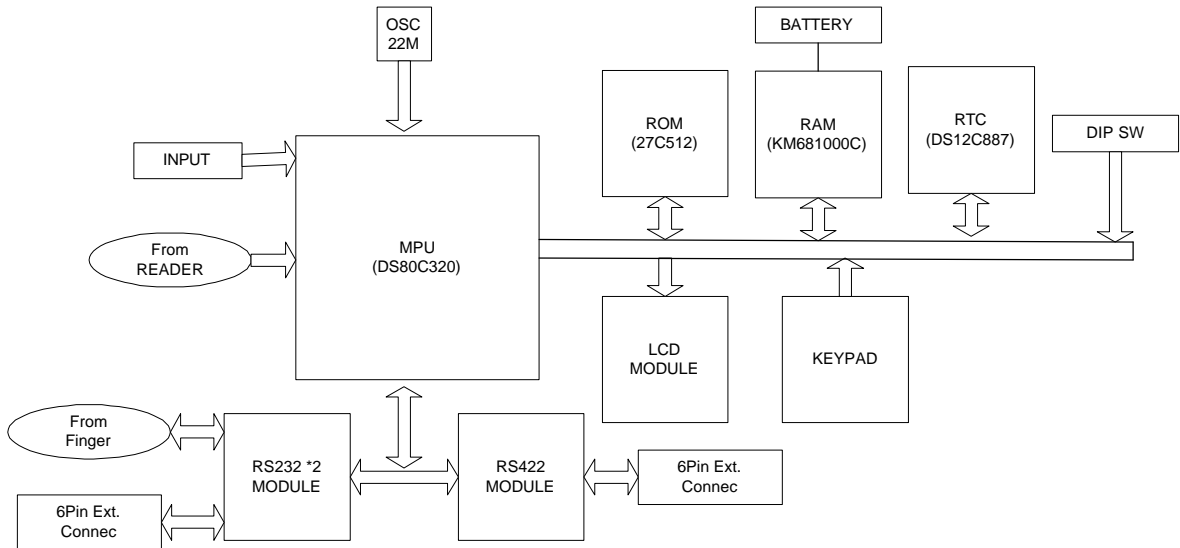 OSC
22M
BATTERY
ROM
(27C512)
RAM
(KM681000C)
RTC
(DS12C887)
DIP SW
INPUT
From
READER
MPU
(DS80C320)
LCD
MODULE
KEYPAD
From
Finger
RS232 *2
MODULE
RS422
MODULE
6Pin Ext.
Connec
6Pin Ext.
Connec